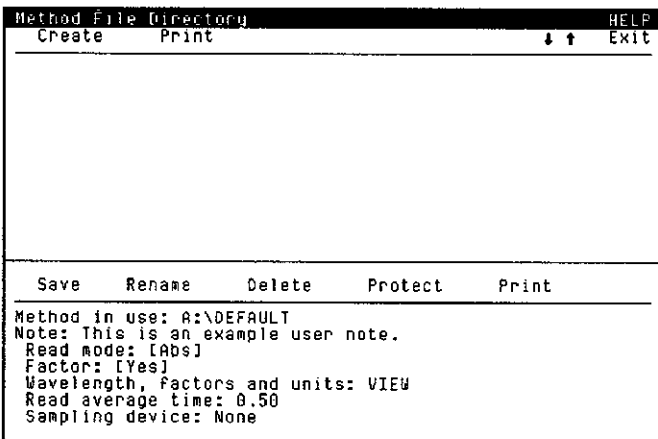 Method File Directory HELP
Create Print ↓ ↑ Exit
Save Rename Delete Protect Print
Method in use: A:\DEFAULT
Note: This is an example user note.
Read mode: [Abs]
Factor: [Yes]
Wavelength, factors and units: VIEW
Read average time: 0.50
Sampling device: None